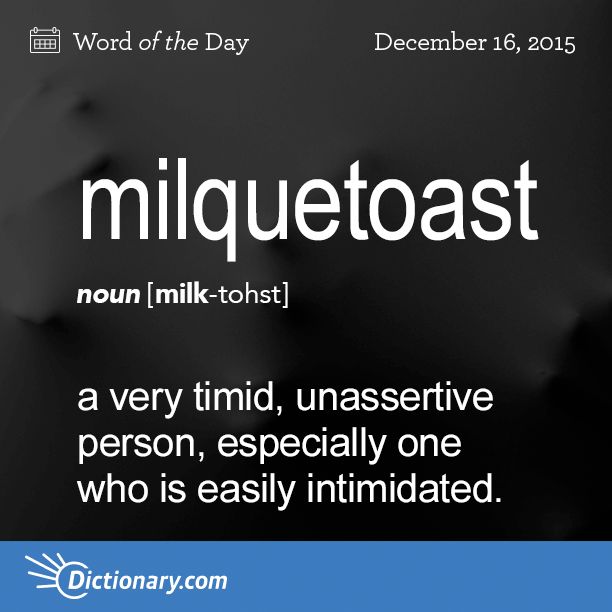 Word of the Day
December 16, 2015
milquetoast
noun [milk-tohst]
a very timid, unassertive
person, especially one
who is easily intimidated.
Dictionary.com